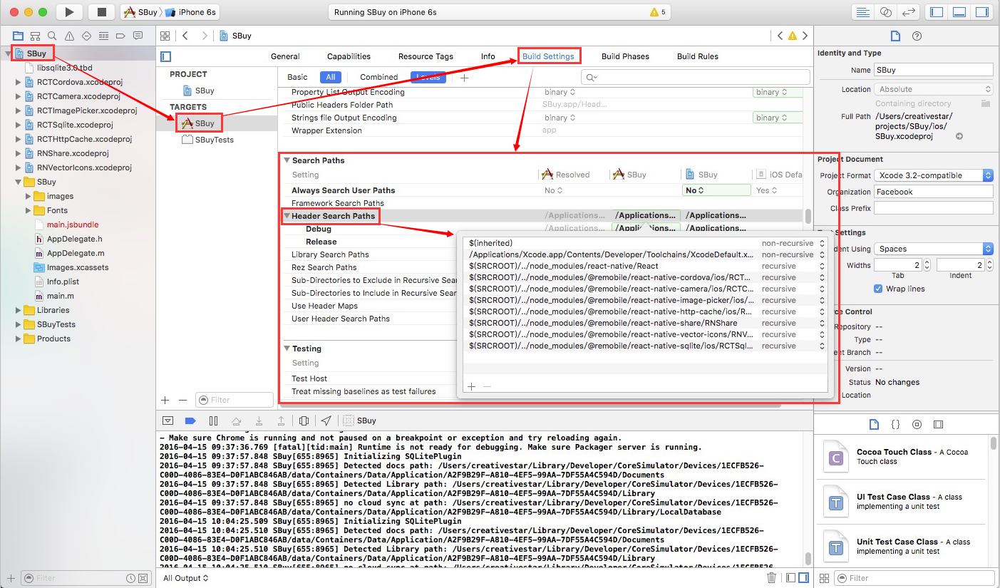 SBuy
iPhone 6s
Running SBuy on iPhone 6s
5
SBuy
SBuy
libsqlite3.0.tbd
RCTCordova.xcodeproj
RCTCamera.xcodeproj
RCTImagePicker.xcodeproj
RCTSqlite.xcodeproj
RCTHttpCache.xcodeproj
RNShare.xcodeproj
RNVectorIcons.xcodeproj
SBuy
images
Fonts
main.jsbundle
AppDelegate.h
AppDelegate.m
Images.xcassets
Info.plist
main.m
Libraries
SBuyTests
Products
Filter
General Capabilities Resource Tags Info Build Settings Build Phases Build Rules
PROJECT
SBuy
TARGETS
SBuy
SBuyTests
Filter
Basic All Combined Levels
Property List Output Encoding binary binary
Public Headers Folder Path SBuy.app/Head...
Strings file Output Encoding binary binary
Wrapper Extension app
Search Paths
Setting Resolved SBuy SBuy iOS Defa
Always Search User Paths No No Yes
Framework Search Paths
Header Search Paths /Applications... /Applications... /Applications...
Debug /Applications... /Applications... /Applications...
Release
Library Search Paths
Rez Search Paths
Sub-Directories to Exclude in Recursive Sear
Sub-Directories to Include in Recursive Sear
Use Header Maps
User Header Search Paths
Testing
Setting
Test Host
Treat missing baselines as test failures
$(inherited) non-recursive
/Applications/Xcode.app/Contents/Developer/Toolchains/XcodeDefault.x... non-recursive
$(SRCROOT)/../node_modules/react-native/React recursive
$(SRCROOT)/../node_modules/@remobile/react-native-cordova/ios/RCT... recursive
$(SRCROOT)/../node_modules/@remobile/react-native-camera/ios/RCTC... recursive
$(SRCROOT)/../node_modules/@remobile/react-native-image-picker/ios/... recursive
$(SRCROOT)/../node_modules/@remobile/react-native-http-cache/ios/R... recursive
$(SRCROOT)/../node_modules/@remobile/react-native-share/RNShare recursive
$(SRCROOT)/../node_modules/@remobile/react-native-vector-icons/RNV... recursive
$(SRCROOT)/../node_modules/@remobile/react-native-sqlite/ios/RCTSql... recursive
SBuy
– Make sure Chrome is running and not paused on a breakpoint or exception and try reloading again.
2016-04-15 09:37:36.769 [fatal][tid:main] Runtime is not ready for debugging. Make sure Packager server is running.
2016-04-15 09:37:57.848 SBuy[655:8965] Initializing SQLitePlugin
2016-04-15 09:37:57.848 SBuy[655:8965] Detected docs path: /Users/creativestar/Library/Developer/CoreSimulator/Devices/1ECFB526-
C00D-4086-83E4-D0F1ABC846AB/data/Containers/Data/Application/A2F9B29F-A810-4EF5-99AA-7DF55A4C594D/Documents
2016-04-15 09:37:57.848 SBuy[655:8965] Detected Library path: /Users/creativestar/Library/Developer/CoreSimulator/Devices/1ECFB526-
C00D-4086-83E4-D0F1ABC846AB/data/Containers/Data/Application/A2F9B29F-A810-4EF5-99AA-7DF55A4C594D/Library
2016-04-15 09:37:57.848 SBuy[655:8965] no cloud sync at path: /Users/creativestar/Library/Developer/CoreSimulator/Devices/1ECFB526-
C00D-4086-83E4-D0F1ABC846AB/data/Containers/Data/Application/A2F9B29F-A810-4EF5-99AA-7DF55A4C594D/Library/LocalDatabase
2016-04-15 10:04:25.509 SBuy[655:8965] Initializing SQLitePlugin
2016-04-15 10:04:25.510 SBuy[655:8965] Detected docs path: /Users/creativestar/Library/Developer/CoreSimulator/Devices/1ECFB526-
C00D-4086-83E4-D0F1ABC846AB/data/Containers/Data/Application/A2F9B29F-A810-4EF5-99AA-7DF55A4C594D/Documents
2016-04-15 10:04:25.510 SBuy[655:8965] Detected Library path: /Users/creativestar/Library/Developer/CoreSimulator/Devices/1ECFB526-
C00D-4086-83E4-D0F1ABC846AB/data/Containers/Data/Application/A2F9B29F-A810-4EF5-99AA-7DF55A4C594D/Library
2016-04-15 10:04:25.510 SBuy[655:8965] no cloud sync at path: /Users/creativestar/Library/Developer/CoreSimulator/Devices/1ECFB526-
All Output
Identity and Type
Name SBuy
Location Absolute
Containing directory
Full Path /Users/creativestar/
projects/SBuy/ios/
SBuy.xcodeproj
Project Document
Project Format Xcode 3.2-compatible
Organization Facebook
Class Prefix
Settings
Using Spaces
Widths 2 2
Tab Indent
Wrap lines
Control
Repository --
Type --
Branch --
Version --
Status No changes
Location
Cocoa Touch Class - A Cocoa
Touch class
UI Test Case Class - A class
implementing a unit test
Unit Test Case Class - A class
implementing a unit test
Filter